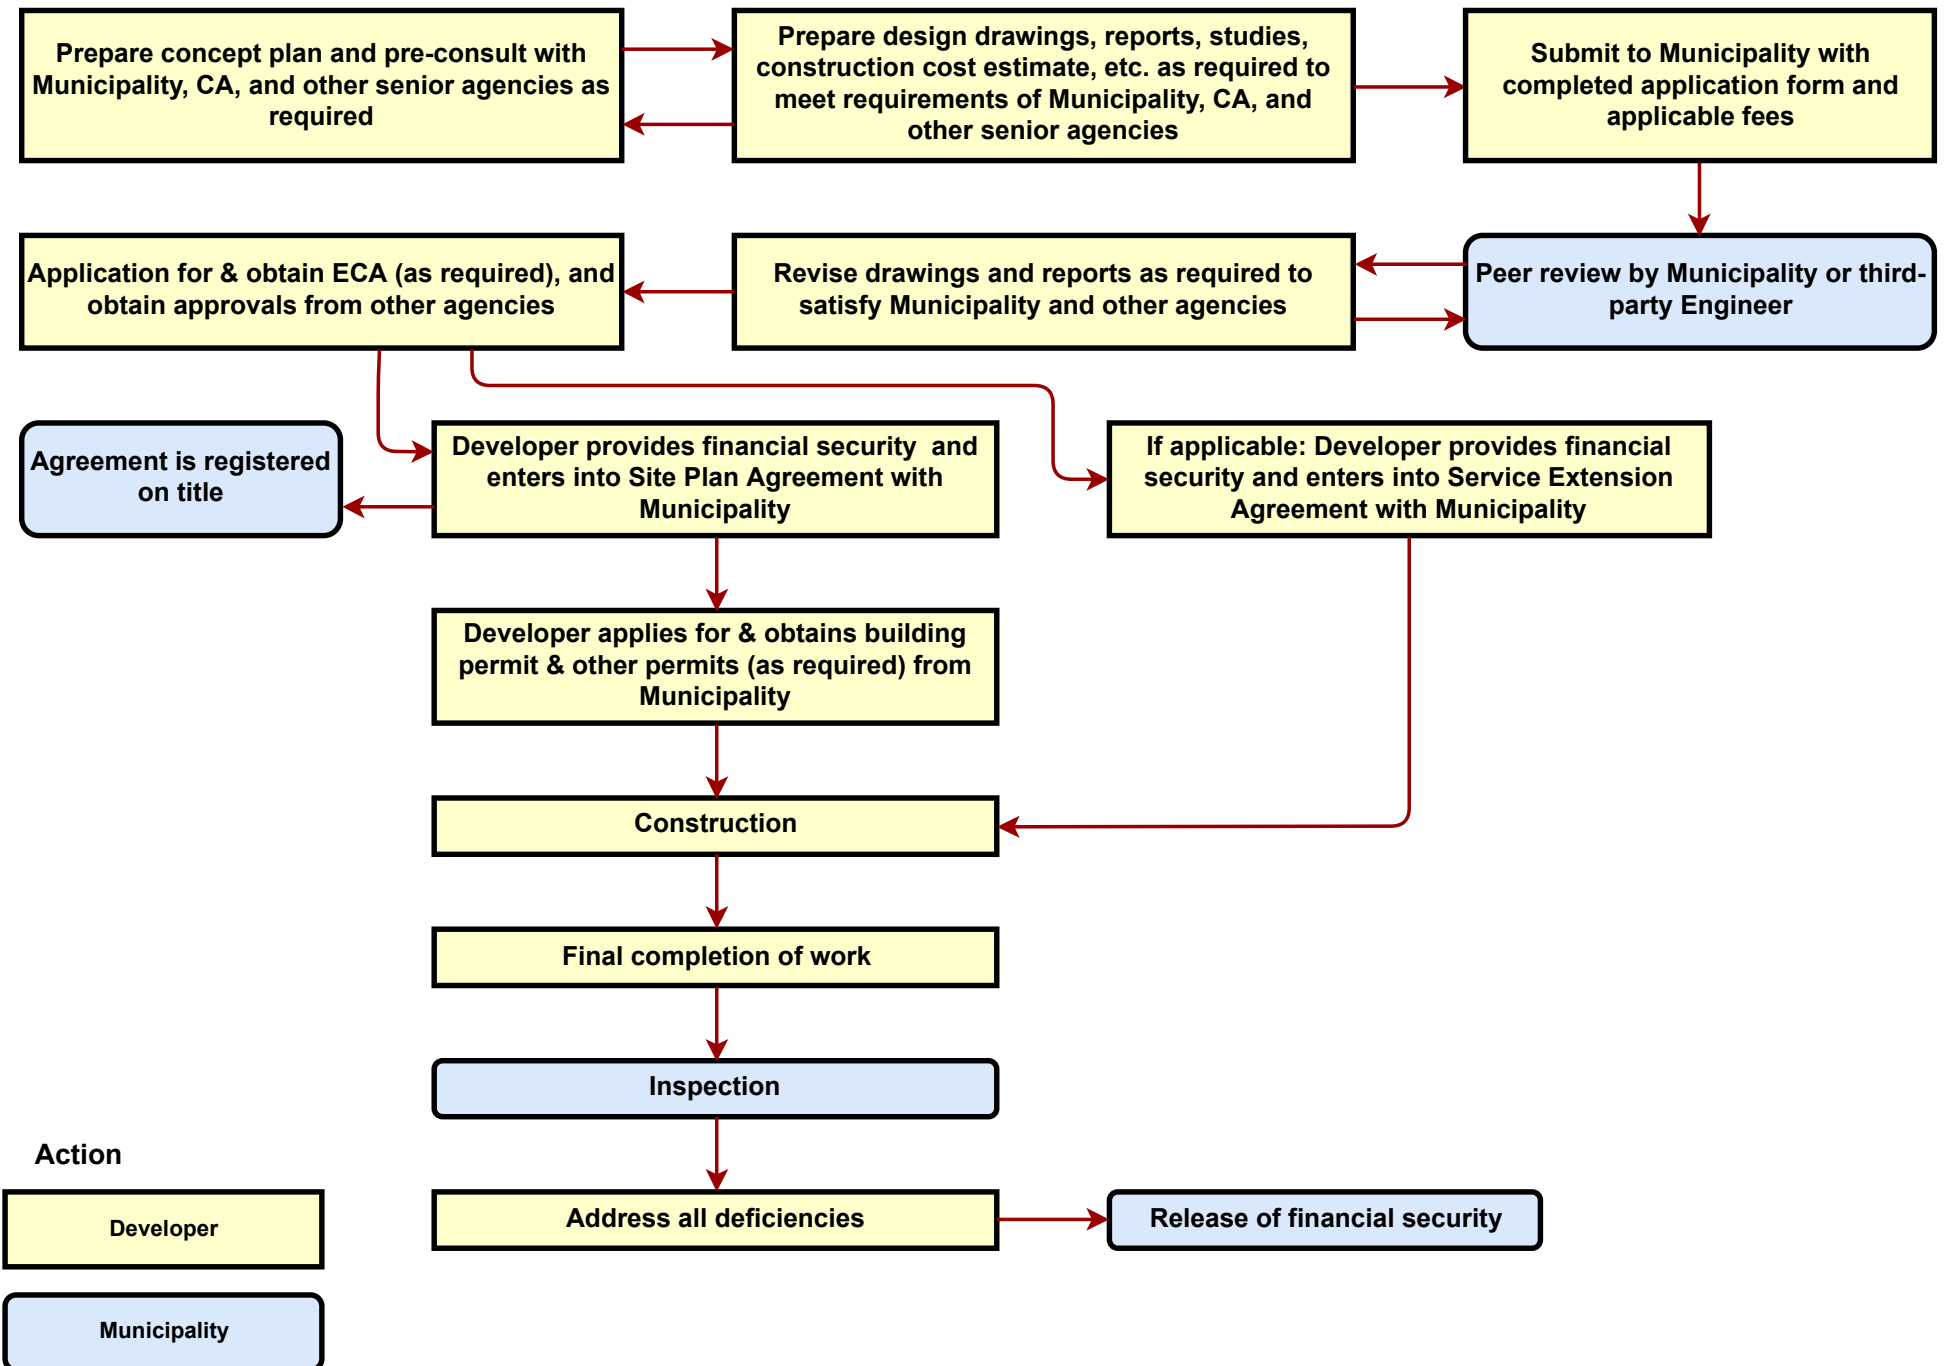 Prepare concept plan and pre-consult with
Municipality, CA, and other senior agencies as
required
Prepare design drawings, reports, studies,
construction cost estimate, etc. as required to
meet requirements of Municipality, CA, and
other senior agencies
Submit to Municipality with
completed application form and
applicable fees
Application for & obtain ECA (as required), and
obtain approvals from other agencies
Revise drawings and reports as required to
satisfy Municipality and other agencies
Peer review by Municipality or third-
party Engineer
Agreement is registered
on title
Developer provides financial security and
enters into Site Plan Agreement with
Municipality
If applicable: Developer provides financial
security and enters into Service Extension
Agreement with Municipality
Developer applies for & obtains building
permit & other permits (as required) from
Municipality
Construction
Final completion of work
Inspection
Address all deficiencies
Release of financial security
Action
Developer
Municipality